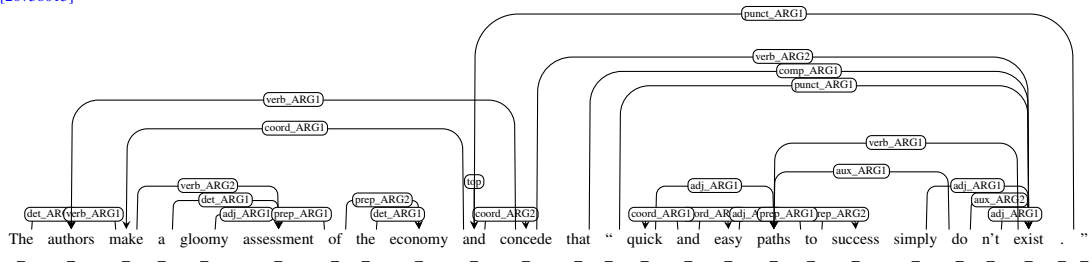 punct_ARG1
verb_ARG2
comp_ARG1
punct_ARG1
verb_ARG1
coord_ARG1
verb_ARG1
aux_ARG1
top
verb_ARG2 adj_ARG1 adj_ARG1
det_ARG1 prep_ARG2 aux_ARG2
verb_ARG1 adj_ARG1 prep_ARG1 det_ARG1 coord_ARG2 coord_ARG1 prep_ARG1 adj_ARG1
The authors make a gloomy assessment of the economy and concede that “ quick and easy paths to success simply do n't exist . ”